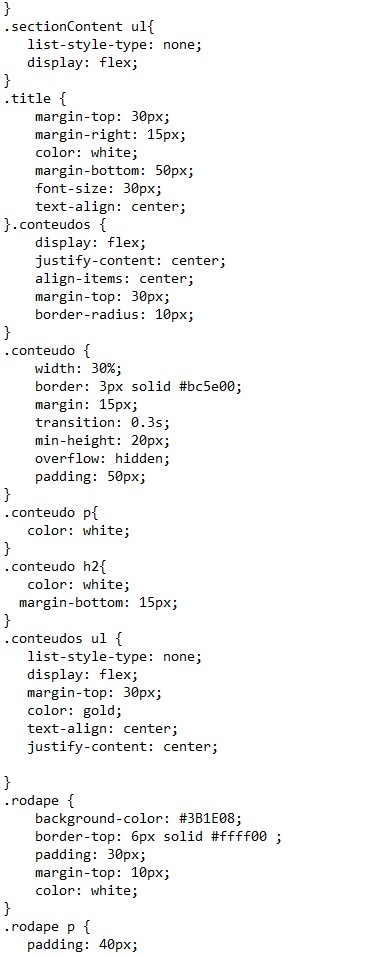 }
.sectionContent ul{
   list-style-type: none;
   display: flex;
}
.title {
    margin-top: 30px;
    margin-right: 15px;
    color: white;
    margin-bottom: 50px;
    font-size: 30px;
    text-align: center;
}.conteudos {
    display: flex;
    justify-content: center;
    align-items: center;
    margin-top: 30px;
    border-radius: 10px;
}
.conteudo {
    width: 30%;
    border: 3px solid #bc5e00;
    margin: 15px;
    transition: 0.3s;
    min-height: 20px;
    overflow: hidden;
    padding: 50px;
}
.conteudo p{
   color: white;
}
.conteudo h2{
   color: white;
  margin-bottom: 15px;
}
.conteudos ul {
   list-style-type: none;
   display: flex;
   margin-top: 30px;
   color: gold;
   text-align: center;
   justify-content: center;

}
.rodape {
    background-color: #3B1E08;
    border-top: 6px solid #ffff00 ;
    padding: 30px;
    margin-top: 10px;
    color: white;
}
.rodape p {
   padding: 40px;